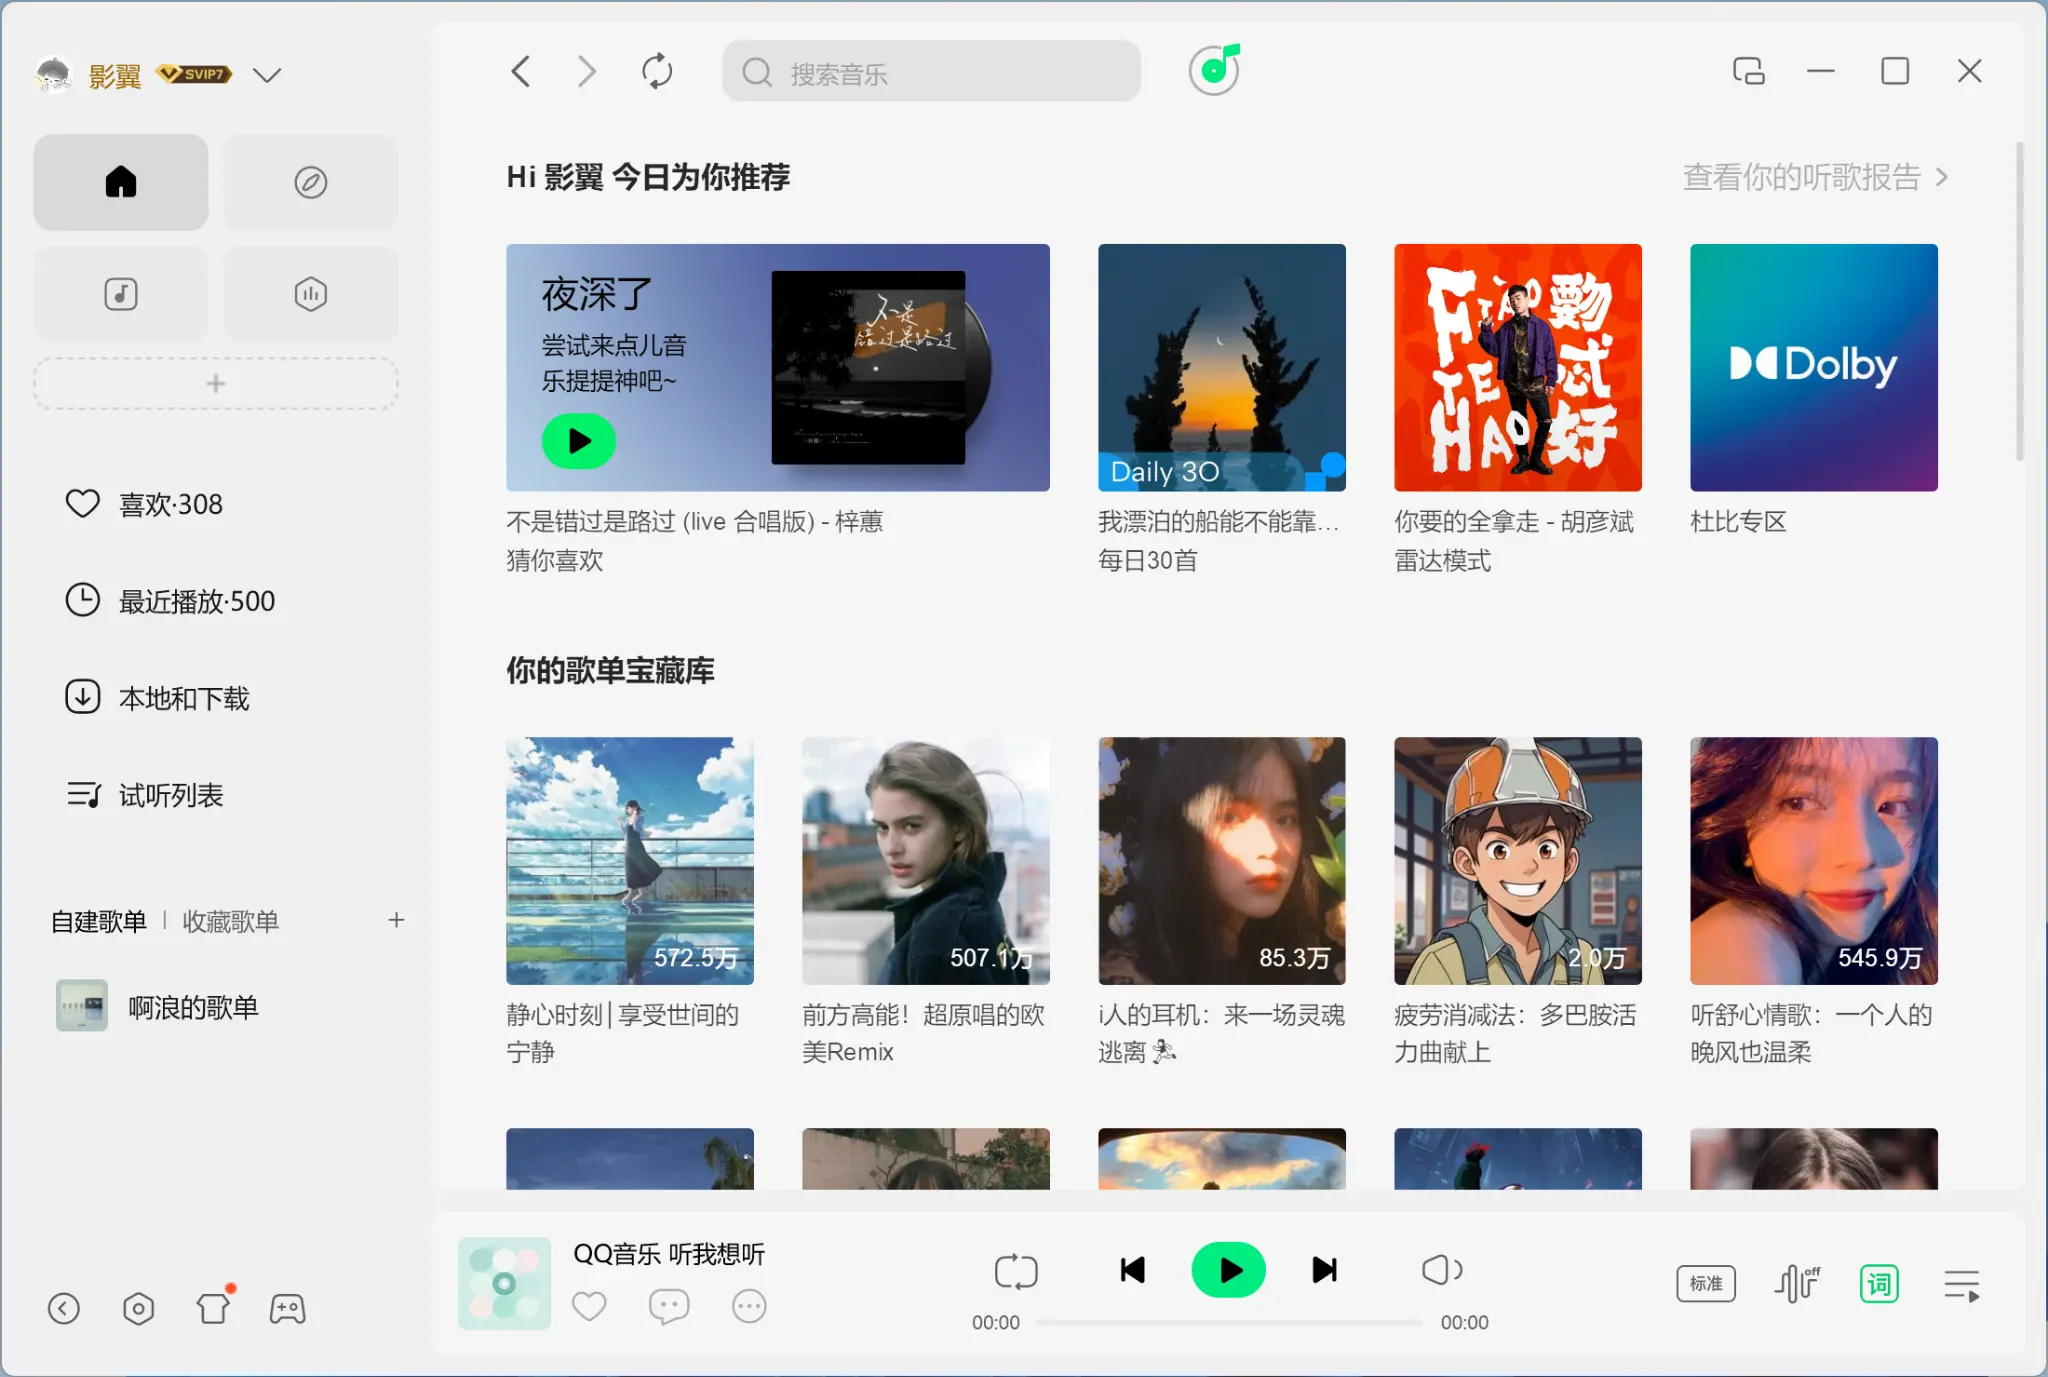 影翼 SVIP7
搜索音乐
Hi 影翼 今日为你推荐
查看你的听歌报告
夜深了
尝试来点儿音
乐提提神吧~
不是
错过是路过
Daily 30
HIAO
TE
HAO
好
Dolby
不是错过是路过 (live 合唱版) - 梓蕙
猜你喜欢
我漂泊的船能不能靠...
每日30首
你要的全拿走 - 胡彦斌
雷达模式
杜比专区
喜欢·308
最近播放·500
本地和下载
试听列表
自建歌单
收藏歌单
啊浪的歌单
你的歌单宝藏库
572.5万
507.1万
85.3万
2.0万
545.9万
静心时刻│享受世间的
宁静
前方高能！超原唱的欧
美Remix
i人的耳机：来一场灵魂
逃离
疲劳消减法：多巴胺活
力曲献上
听舒心情歌：一个人的
晚风也温柔
QQ音乐 听我想听
00:00
00:00
标准
off
词